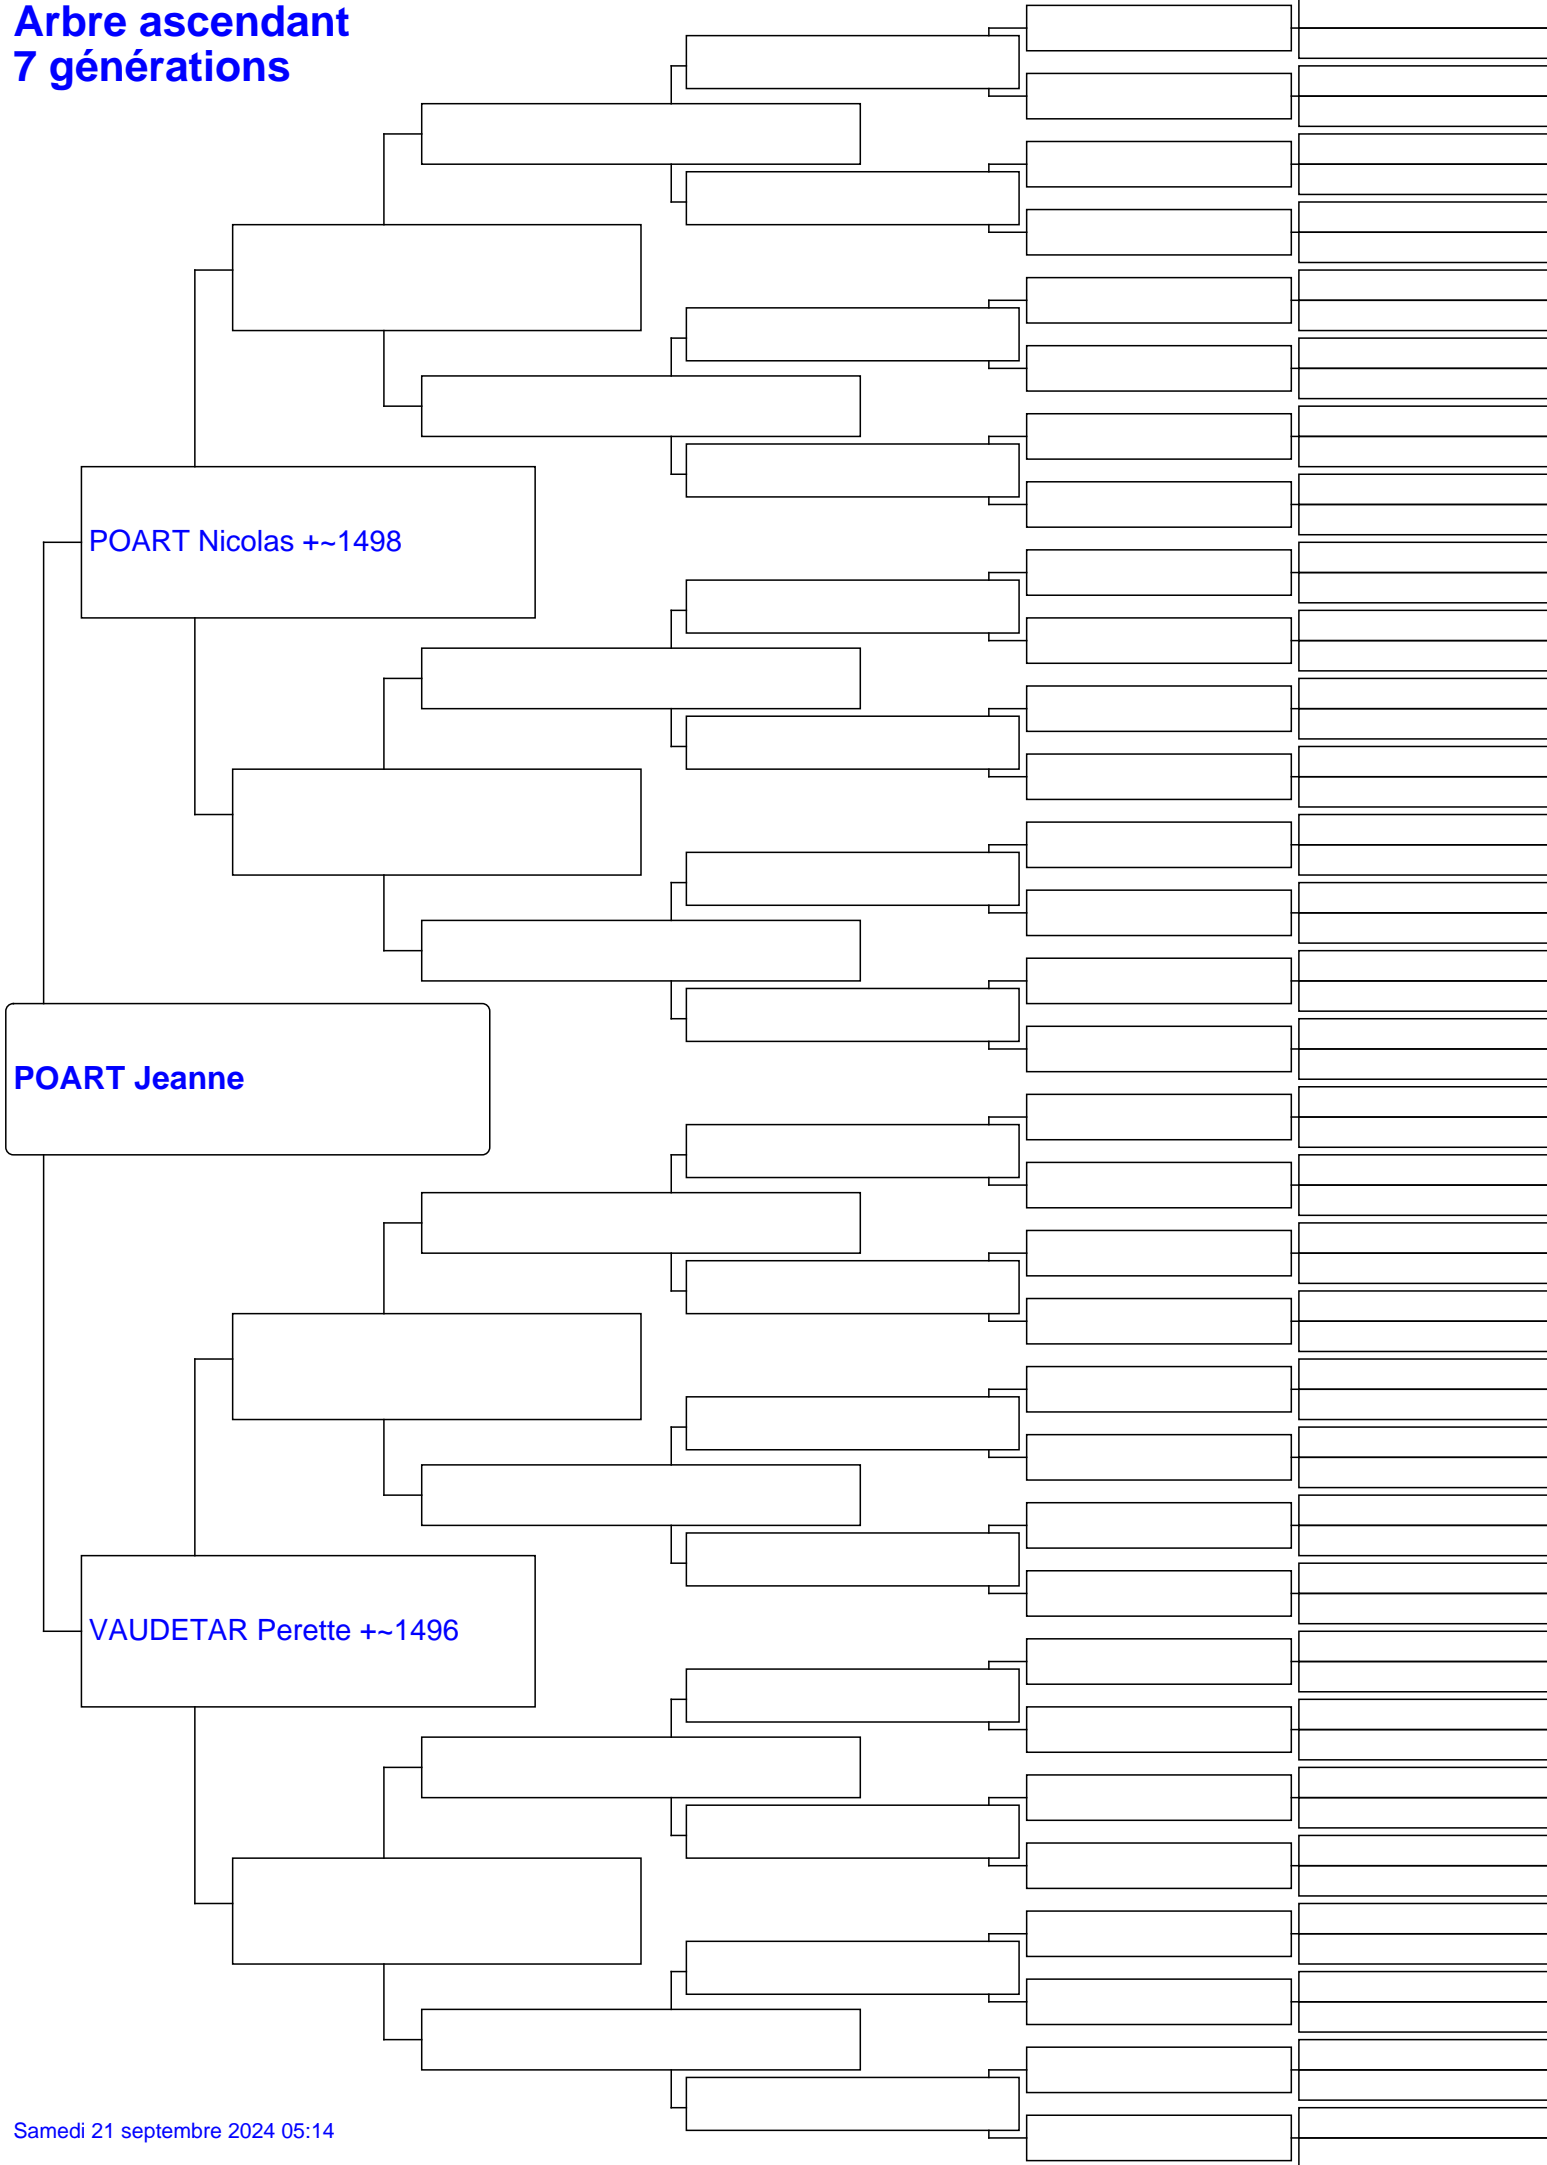 Arbre ascendant
7 générations
POART Nicolas +~1498
POART Jeanne
VAUDETAR Perette +~1496
Samedi 21 septembre 2024 05:14